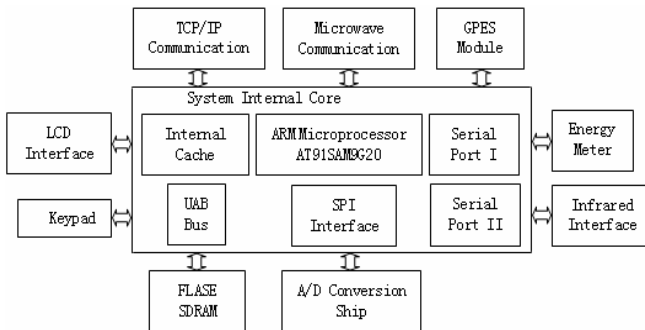 TCP/IP
Communication
Microwave
Communication
GPES
Module
System Internal Core
LCD
Interface
Internal
Cache
ARM Microprocessor
AT91SAM9G20
Serial
Port I
Energy
Meter
Keypad
UAB
Bus
SPI
Interface
Serial
Port II
Infrared
Interface
FLASE
SDRAM
A/D Conversion
Ship